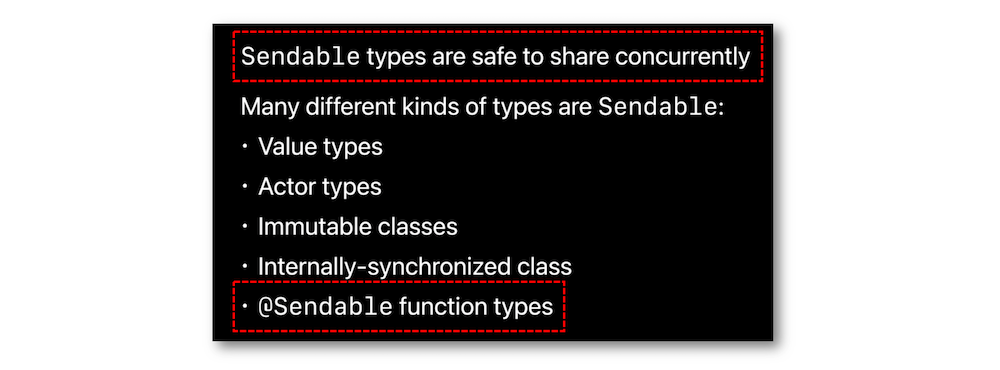 Sendable types are safe to share concurrently
Many different kinds of types are Sendable:
• Value types
• Actor types
• Immutable classes
• Internally-synchronized class
• @Sendable function types